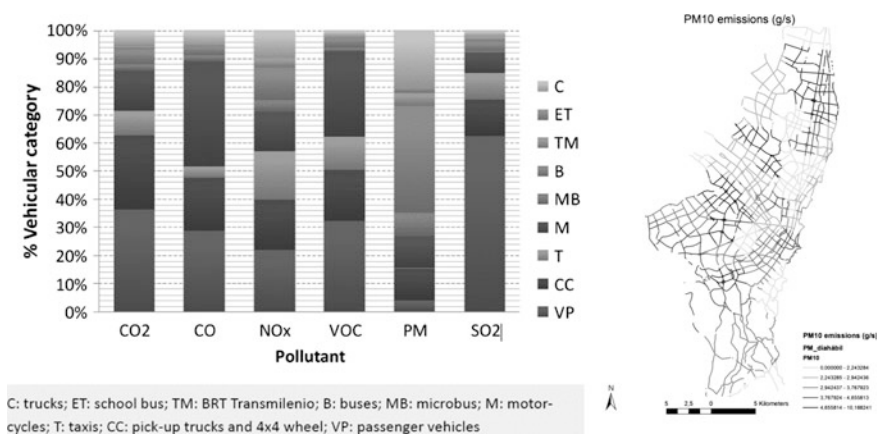 100%
90%
80%
70%
60%
50%
40%
30%
20%
10%
0%
% Vehicular category
CO2 CO NOx VOC PM SO2
Pollutant
C
ET
TM
B
MB
M
T
CC
VP
C: trucks; ET: school bus; TM: BRT Transmilenio; B: buses; MB: microbus; M: motor-
cycles; T: taxis; CC: pick-up trucks and 4x4 wheel; VP: passenger vehicles
PM10 emissions (g/s)
N
5 2.5 0 5 Kilometers
PM10 emissions (g/s)
PM_diahábil
PM10